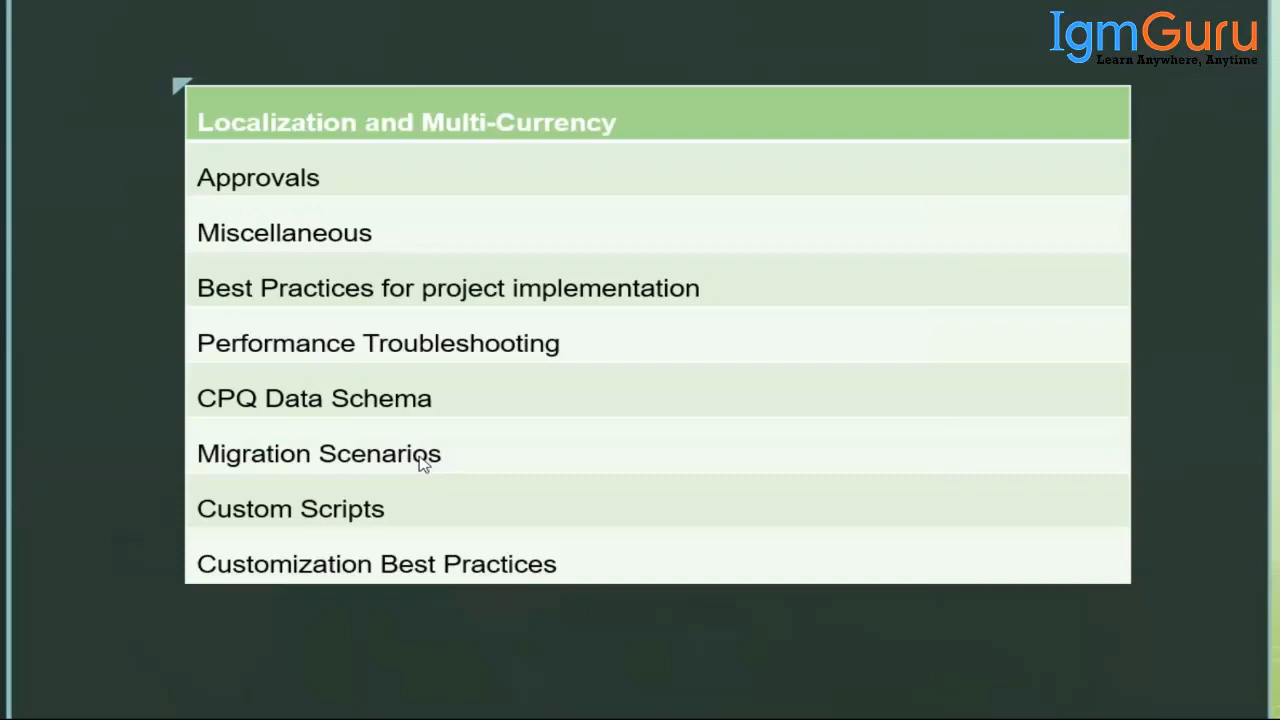 IgmGuru
Learn Anywhere, Anytime
Localization and Multi-Currency
Approvals
Miscellaneous
Best Practices for project implementation
Performance Troubleshooting
CPQ Data Schema
Migration Scenarios
Custom Scripts
Customization Best Practices